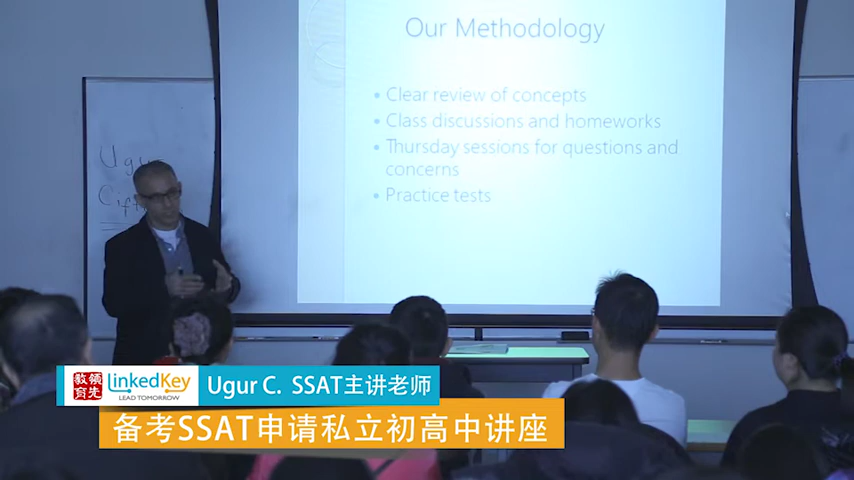 Our Methodology
• Clear review of concepts
• Class discussions and homeworks
• Thursday sessions for questions and
concerns
• Practice tests
Ugur
领先
教育
LinkedKey
LEAD TOMORROW
Ugur C. SSAT主讲老师
备考SSAT申请私立初高中讲座